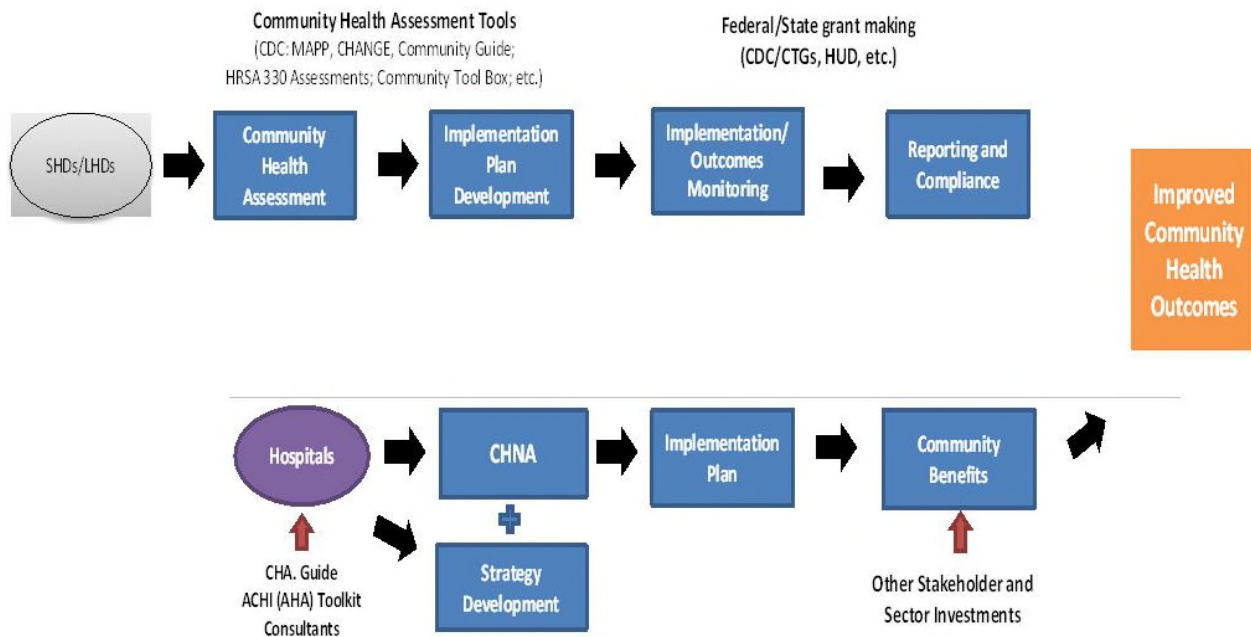 Community Health Assessment Tools
(CDC: MAPP, CHANGE, Community Guide;
HRSA 330 Assessments; Community Tool Box; etc.)
Federal/State grant making
(CDC/CTGs, HUD, etc.)
SHDs/LHDs
Community
Health
Assessment
Implementation
Plan
Development
Implementation/
Outcomes
Monitoring
Reporting and
Compliance
Improved
Community
Health
Outcomes
Hospitals
CHNA
Implementation
Plan
Community
Benefits
Strategy
Development
CHA. Guide
ACHI (AHA) Toolkit
Consultants
Other Stakeholder and
Sector Investments